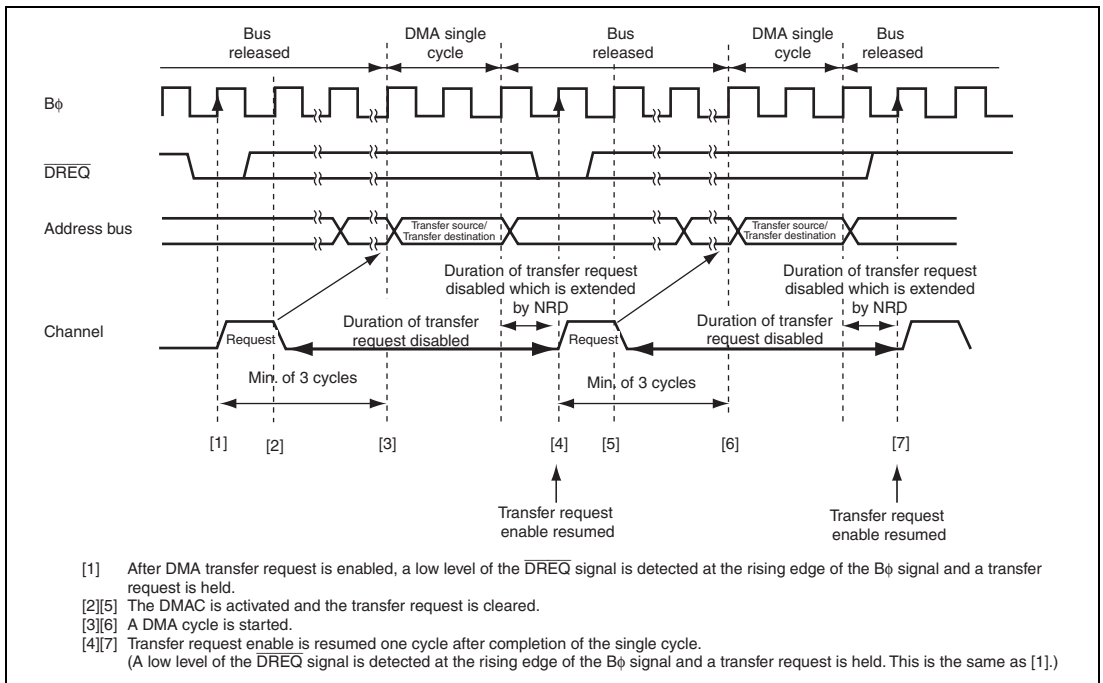 Bus released
DMA single cycle
Bus released
DMA single cycle
Bus released
Bφ
DREQ
Address bus
Transfer source/
Transfer destination
Transfer source/
Transfer destination
Duration of transfer request
disabled which is extended
by NRD
Duration of transfer request
disabled which is extended
by NRD
Channel
Request
Duration of transfer
request disabled
Request
Duration of transfer
request disabled
Min. of 3 cycles
Min. of 3 cycles
[1] [2] [3] [4] [5] [6] [7]
Transfer request
enable resumed
Transfer request
enable resumed
[1] After DMA transfer request is enabled, a low level of the DREQ signal is detected at the rising edge of the Bφ signal and a transfer
request is held.
[2][5] The DMAC is activated and the transfer request is cleared.
[3][6] A DMA cycle is started.
[4][7] Transfer request enable is resumed one cycle after completion of the single cycle.
(A low level of the DREQ signal is detected at the rising edge of the Bφ signal and a transfer request is held. This is the same as [1].)